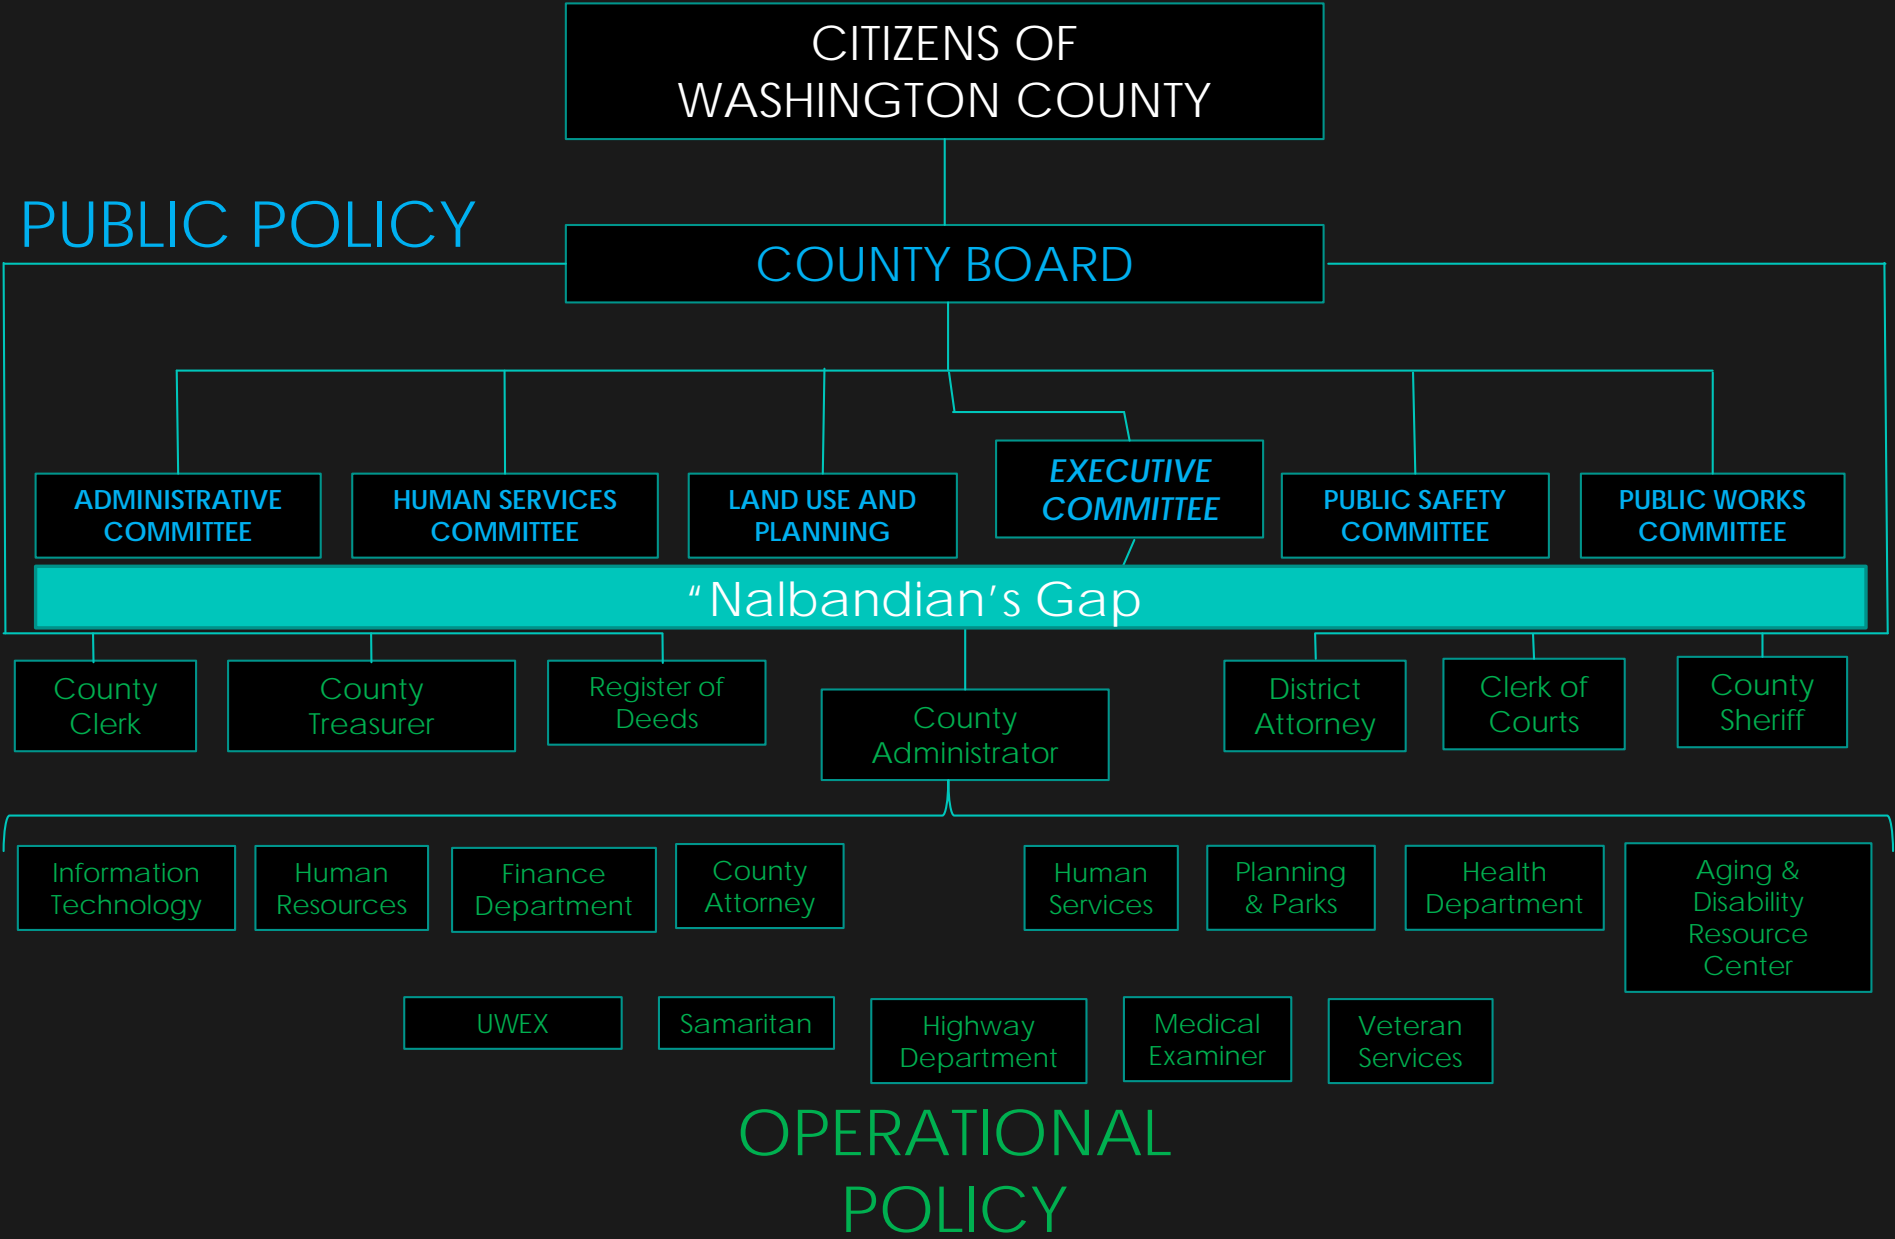 CITIZENS OF
WASHINGTON COUNTY
PUBLIC POLICY
COUNTY BOARD
ADMINISTRATIVE
COMMITTEE
HUMAN SERVICES
COMMITTEE
LAND USE AND
PLANNING
EXECUTIVE
COMMITTEE
PUBLIC SAFETY
COMMITTEE
PUBLIC WORKS
COMMITTEE
“Nalbandian’s Gap
County
Clerk
County
Treasurer
Register of
Deeds
County
Administrator
District
Attorney
Clerk of
Courts
County
Sheriff
Information
Technology
Human
Resources
Finance
Department
County
Attorney
Human
Services
Planning
& Parks
Health
Department
Aging &
Disability
Resource
Center
UWEX
Samaritan
Highway
Department
Medical
Examiner
Veteran
Services
OPERATIONAL
POLICY